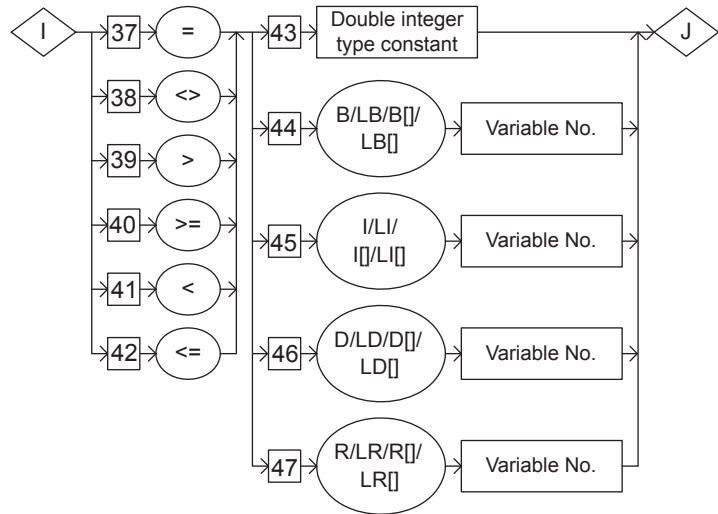 I
37
=
43
Double integer
type constant
J
38
<>
44
B/LB/B[]/
LB[]
Variable No.
39
>
40
>=
45
I/LI/
I[]/LI[]
Variable No.
41
<
42
<=
46
D/LD/D[]/
LD[]
Variable No.
47
R/LR/R[]/
LR[]
Variable No.